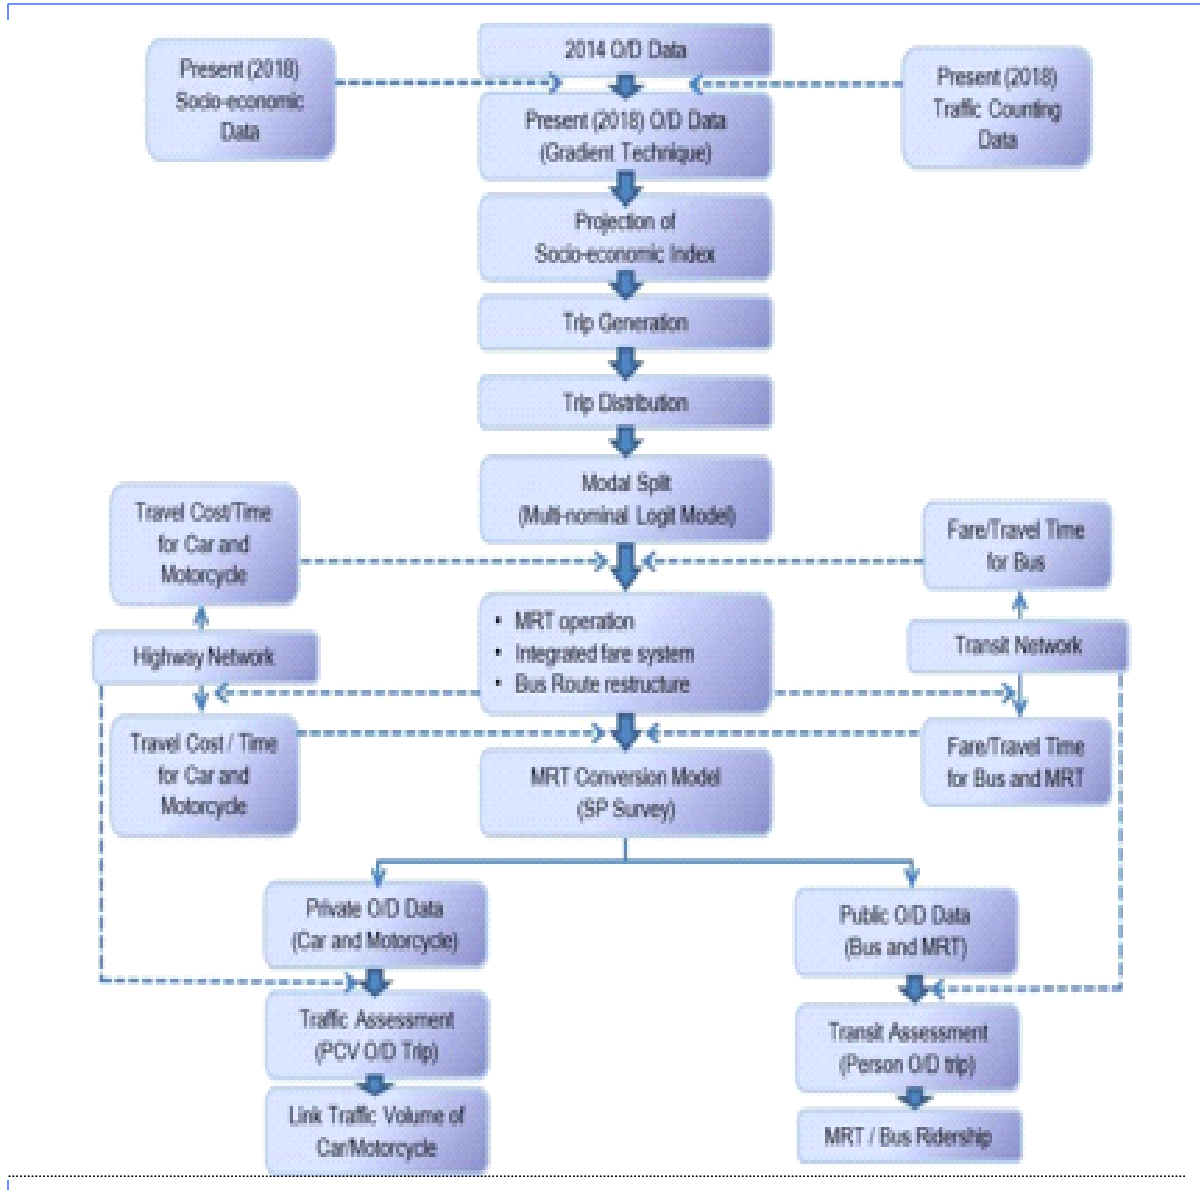 2014 O/D Data
Present (2018)
Socio-economic
Data
Present (2018)
Traffic Counting
Data
Present (2018) O/D Data
(Gradient Technique)
Projection of
Socio-economic Index
Trip Generation
Trip Distribution
Modal Split
(Multi-nominal Logit Model)
Travel Cost/Time
for Car and
Motorcycle
Fare/Travel Time
for Bus
• MRT operation
• Integrated fare system
• Bus Route restructure
Highway Network
Transit Network
Travel Cost / Time
for Car and
Motorcycle
Fare/Travel Time
for Bus and MRT
MRT Conversion Model
(SP Survey)
Private O/D Data
(Car and Motorcycle)
Public O/D Data
(Bus and MRT)
Traffic Assessment
(PCV O/D Trip)
Transit Assessment
(Person O/D trip)
Link Traffic Volume of
Car/Motorcycle
MRT / Bus Ridership